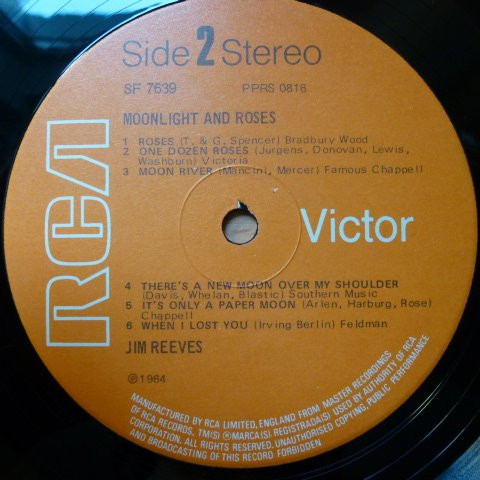 Side 2 Stereo
SF 7639 PPRS 0816
MOONLIGHT AND ROSES
1 ROSES (T. & G. Spencer) Bradbury Wood
2 ONE DOZEN ROSES (Jurgens, Donovan, Lewis,
Washburn) Victoria
3 MOON RIVER (Mancini, Mercer) Famous Chappell
RCA
Victor
4 THERE'S A NEW MOON OVER MY SHOULDER
(Davis, Whelan, Blastic) Southern Music
5 IT'S ONLY A PAPER MOON (Arlen, Harburg, Rose)
Chappell
6 WHEN I LOST YOU (Irving Berlin) Feldman
JIM REEVES
℗ 1964
MANUFACTURED BY RCA LIMITED, ENGLAND FROM MASTER RECORDINGS
OF RCA RECORDS, TM(S) ® MARCA(S) REGISTRADA(S) USED BY AUTHORITY OF RCA
CORPORATION. ALL RIGHTS RESERVED. UNAUTHORISED COPYING, PUBLIC PERFORMANCE
AND BROADCASTING OF THIS RECORD FORBIDDEN